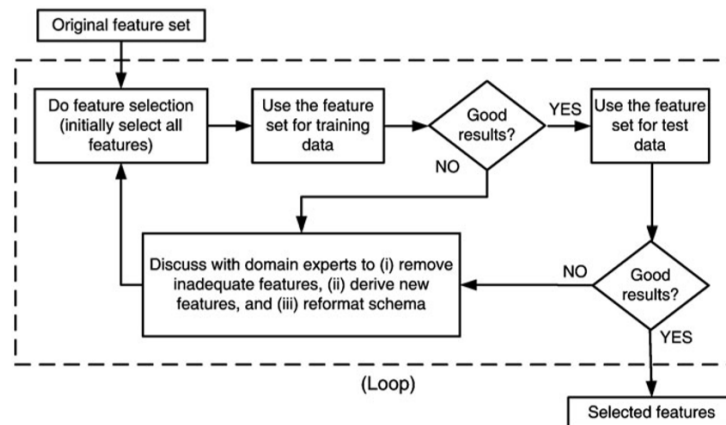 Original feature set
Do feature selection
(initially select all
features)
Use the feature
set for training
data
Good
results?
YES
Use the feature
set for test
data
NO
Discuss with domain experts to (i) remove
inadequate features, (ii) derive new
features, and (iii) reformat schema
NO
Good
results?
YES
(Loop)
Selected features